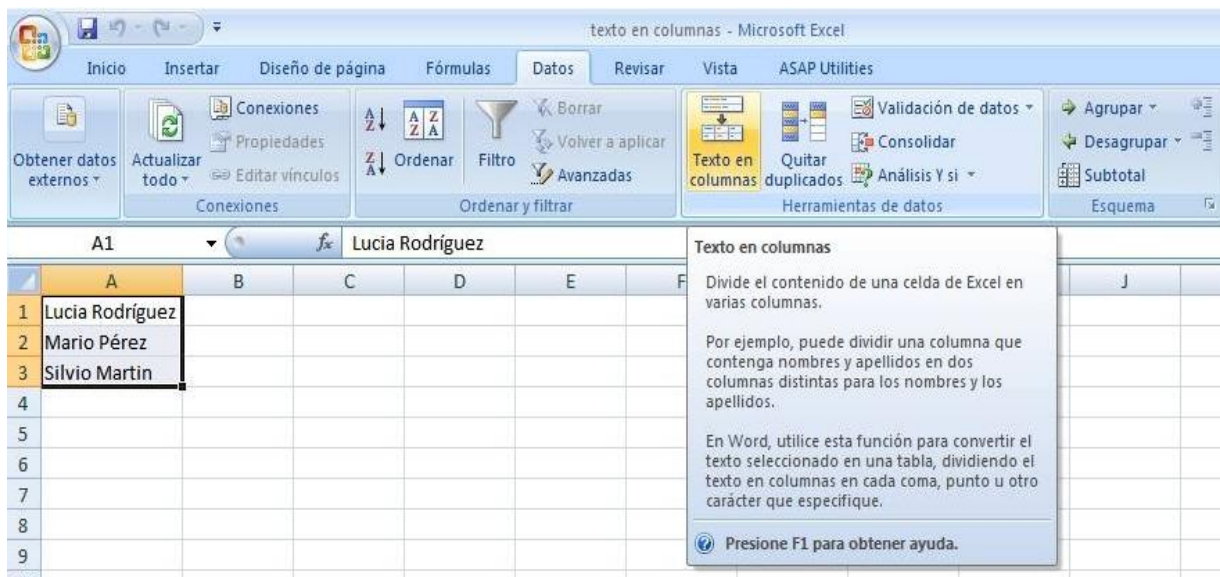 texto en columnas - Microsoft Excel
Inicio Insertar Diseño de página Fórmulas Datos Revisar Vista ASAP Utilities
Obtener datos externos
Actualizar todo
Conexiones
Propiedades
Editar vínculos
Conexiones
Ordenar
Filtro
Borrar
Volver a aplicar
Avanzadas
Ordenar y filtrar
Texto en columnas
Quitar duplicados
Validación de datos
Consolidar
Análisis Y si
Herramientas de datos
Agrupar
Desagrupar
Subtotal
Esquema
A1 fx Lucia Rodríguez
A B C D E F J
1 Lucia Rodríguez
2 Mario Pérez
3 Silvio Martin
4
5
6
7
8
9
Texto en columnas
Divide el contenido de una celda de Excel en
varias columnas.
Por ejemplo, puede dividir una columna que
contenga nombres y apellidos en dos
columnas distintas para los nombres y los
apellidos.
En Word, utilice esta función para convertir el
texto seleccionado en una tabla, dividiendo el
texto en columnas en cada coma, punto u otro
carácter que especifique.
Presione F1 para obtener ayuda.